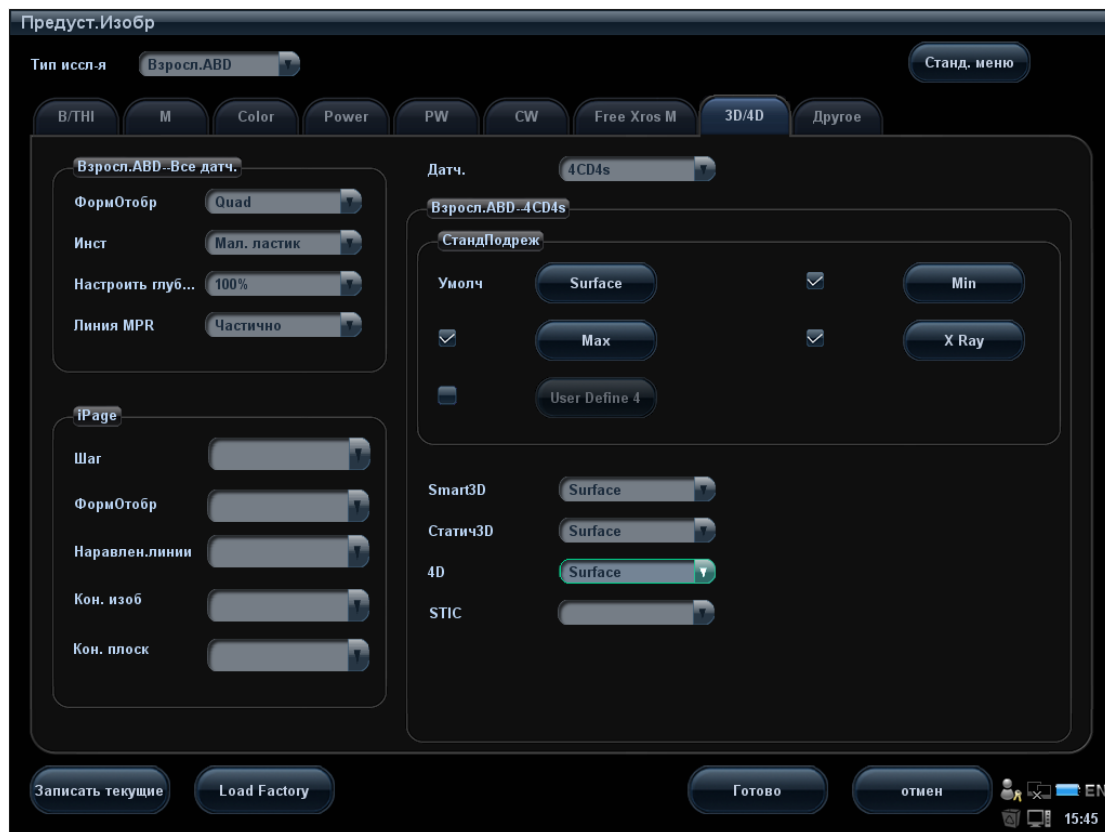 Предуст.Изобр
Тип иссл-я Взросл.ABD Станд. меню
B/THI M Color Power PW CW Free Xros M 3D/4D Другое
Взросл.ABD--Все датч.
ФормОтобр Quad
Инст Мал. ластик
Настроить глуб... 100%
Линия MPR Частично
iPage
Шаг
ФормОтобр
Наравлен.линии
Кон. изоб
Кон. плоск
Датч. 4CD4s
Взросл.ABD--4CD4s
СтандПодреж
Умолч Surface Min
Max X Ray
User Define 4
Smart3D Surface
Статич3D Surface
4D Surface
STIC
Записать текущие Load Factory Готово отмен EN
15:45